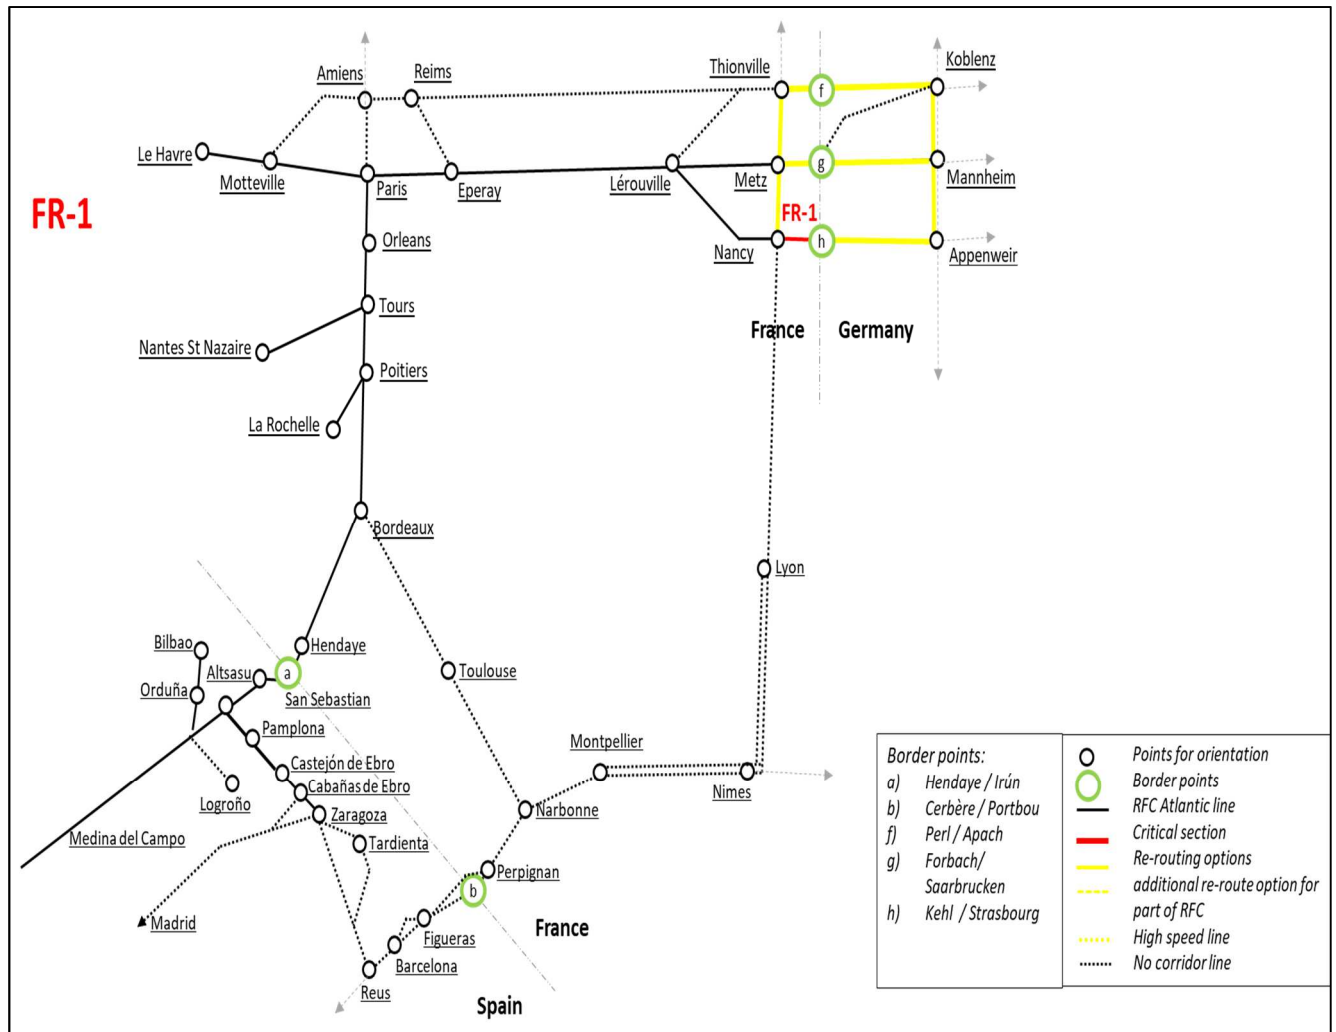 Amiens
Reims
Thionville
Koblenz
f
Le Havre
Motteville
Paris
Eperay
Lérouville
Metz
g
Mannheim
FR-1
FR-1
Orleans
Nancy
h
Appenweir
Tours
Nantes St Nazaire
France
Germany
Poitiers
La Rochelle
Bordeaux
Lyon
Hendaye
Bilbao
Altsasu
a
Orduña
San Sebastian
Toulouse
Pamplona
Montpellier
Castejón de Ebro
Cabañas de Ebro
Nimes
Logroño
Zaragoza
Narbonne
Medina del Campo
Tardienta
Perpignan
b
Madrid
Figueras
France
Barcelona
Reus
Spain
Border points:
a) Hendaye / Irún
b) Cerbère / Portbou
f) Perl / Apach
g) Forbach/
Saarbrucken
h) Kehl / Strasbourg
Points for orientation
Border points
RFC Atlantic line
Critical section
Re-routing options
additional re-route option for
part of RFC
High speed line
No corridor line